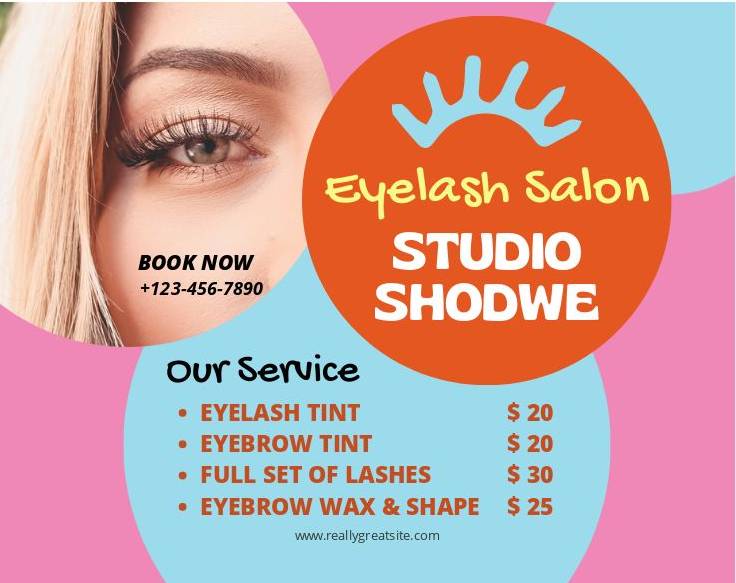 Eyelash Salon
STUDIO
SHODWE
BOOK NOW
+123-456-7890
Our Service
• EYELASH TINT $ 20
• EYEBROW TINT $ 20
• FULL SET OF LASHES $ 30
• EYEBROW WAX & SHAPE $ 25
www.reallygreatsite.com